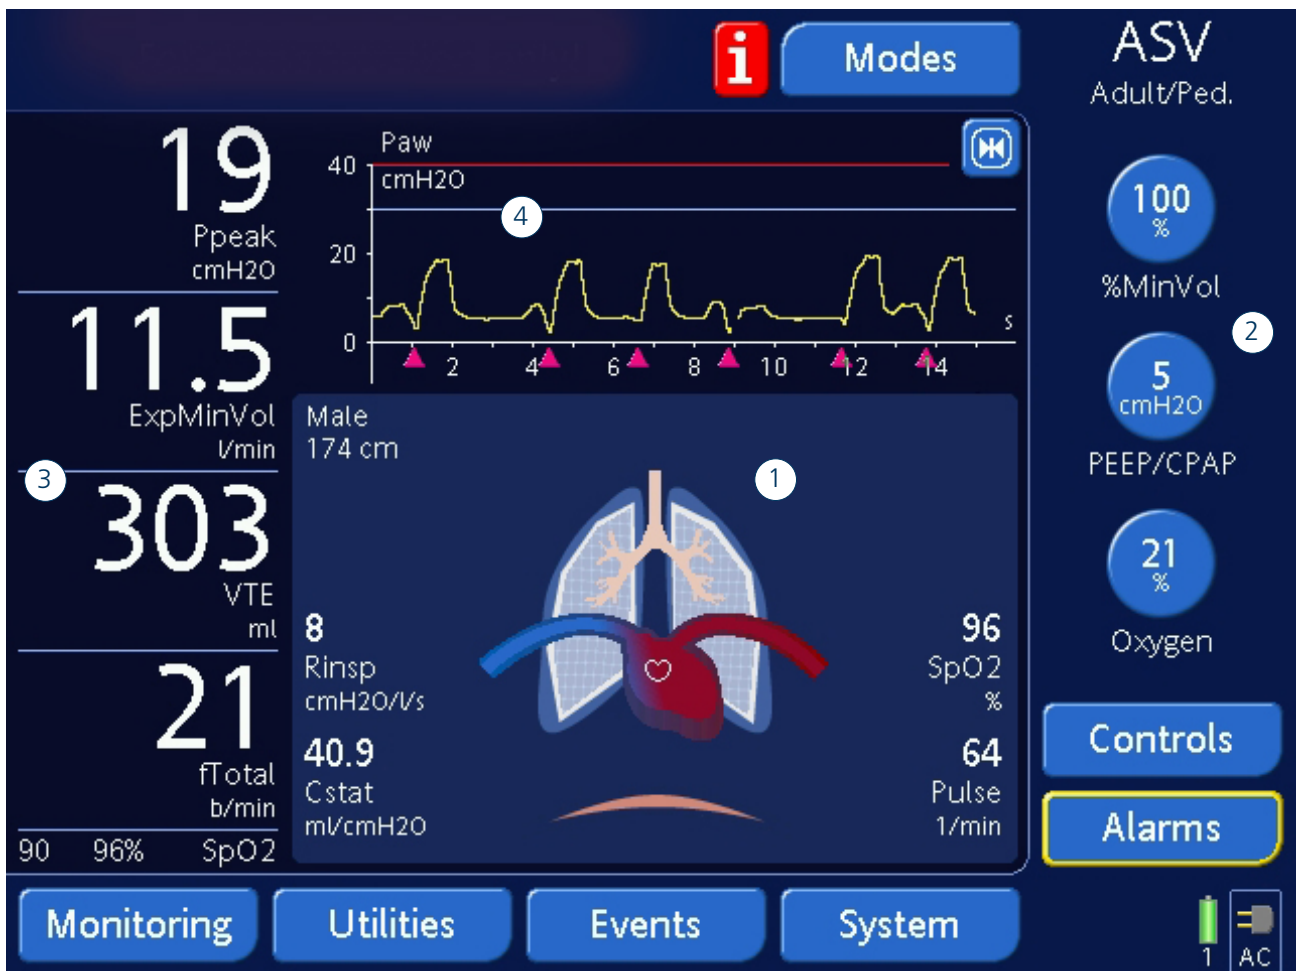 i
Modes
ASV
Adult/Ped.
19
Ppeak
cmH2O
11.5
ExpMinVol
l/min
3
303
VTE
ml
21
fTotal
b/min
90 96% SpO2
Paw
40
cmH2O
4
20
0
s
2 4 6 8 10 12 14
Male
174 cm
1
8
Rinsp
cmH2O/l/s
40.9
Cstat
ml/cmH2O
96
SpO2
%
64
Pulse
1/min
100
%
%MinVol
2
5
cmH2O
PEEP/CPAP
21
%
Oxygen
Controls
Alarms
Monitoring Utilities Events System
1 AC